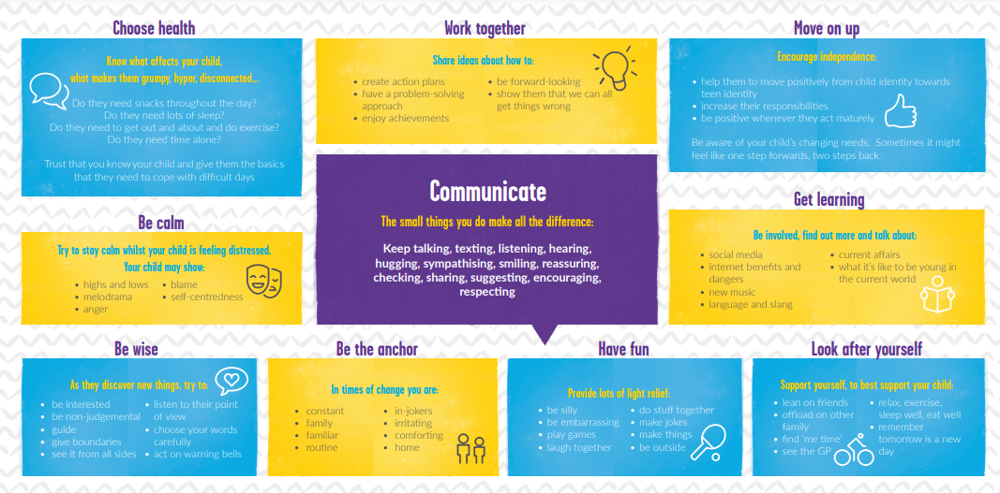 Choose health
Know what affects your child,
what makes them grumpy, hyper, disconnected...
Do they need snacks throughout the day?
Do they need lots of sleep?
Do they need to get out and about and do exercise?
Do they need time alone?
Trust that you know your child and give them the basics
that they need to cope with difficult days
Work together
Share ideas about how to:
• create action plans
• have a problem-solving
approach
• enjoy achievements
• be forward-looking
• show them that we can all
get things wrong
Move on up
Encourage independence:
• help them to move positively from child identity towards
teen identity
• increase their responsibilities
• be positive whenever they act maturely
Be aware of your child's changing needs. Sometimes it might
feel like one step forwards, two steps back.
Be calm
Try to stay calm whilst your child is feeling distressed.
Your child may show:
• highs and lows
• melodrama
• anger
• blame
• self-centredness
Communicate
The small things you do make all the difference:
Keep talking, texting, listening, hearing,
hugging, sympathising, smiling, reassuring,
checking, sharing, suggesting, encouraging,
respecting
Get learning
Be involved, find out more and talk about:
• social media
• internet benefits and
dangers
• new music
• language and slang
• current affairs
• what it's like to be young in
the current world
Be wise
As they discover new things, try to:
• be interested
• be non-judgemental
• guide
• give boundaries
• see it from all sides
• listen to their point
of view
• choose your words
carefully
• act on warning bells
Be the anchor
In times of change you are:
• constant
• family
• familiar
• routine
• in-jokers
• irritating
• comforting
• home
Have fun
Provide lots of light relief:
• be silly
• be embarrassing
• play games
• laugh together
• do stuff together
• make jokes
• make things
• be outside
Look after yourself
Support yourself, to best support your child:
• lean on friends
• offload on other
family
• find 'me time'
• see the GP
• relax, exercise,
sleep well, eat well
• remember
tomorrow is a new
day